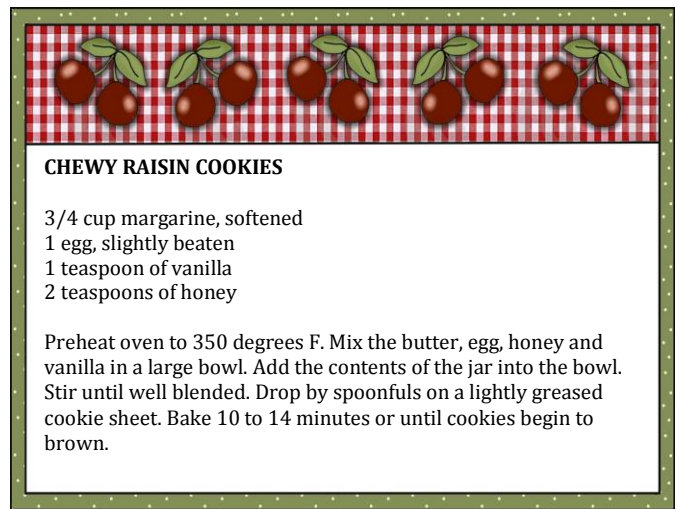 CHEWY RAISIN COOKIES
3/4 cup margarine, softened
1 egg, slightly beaten
1 teaspoon of vanilla
2 teaspoons of honey
Preheat oven to 350 degrees F. Mix the butter, egg, honey and
vanilla in a large bowl. Add the contents of the jar into the bowl.
Stir until well blended. Drop by spoonfuls on a lightly greased
cookie sheet. Bake 10 to 14 minutes or until cookies begin to
brown.